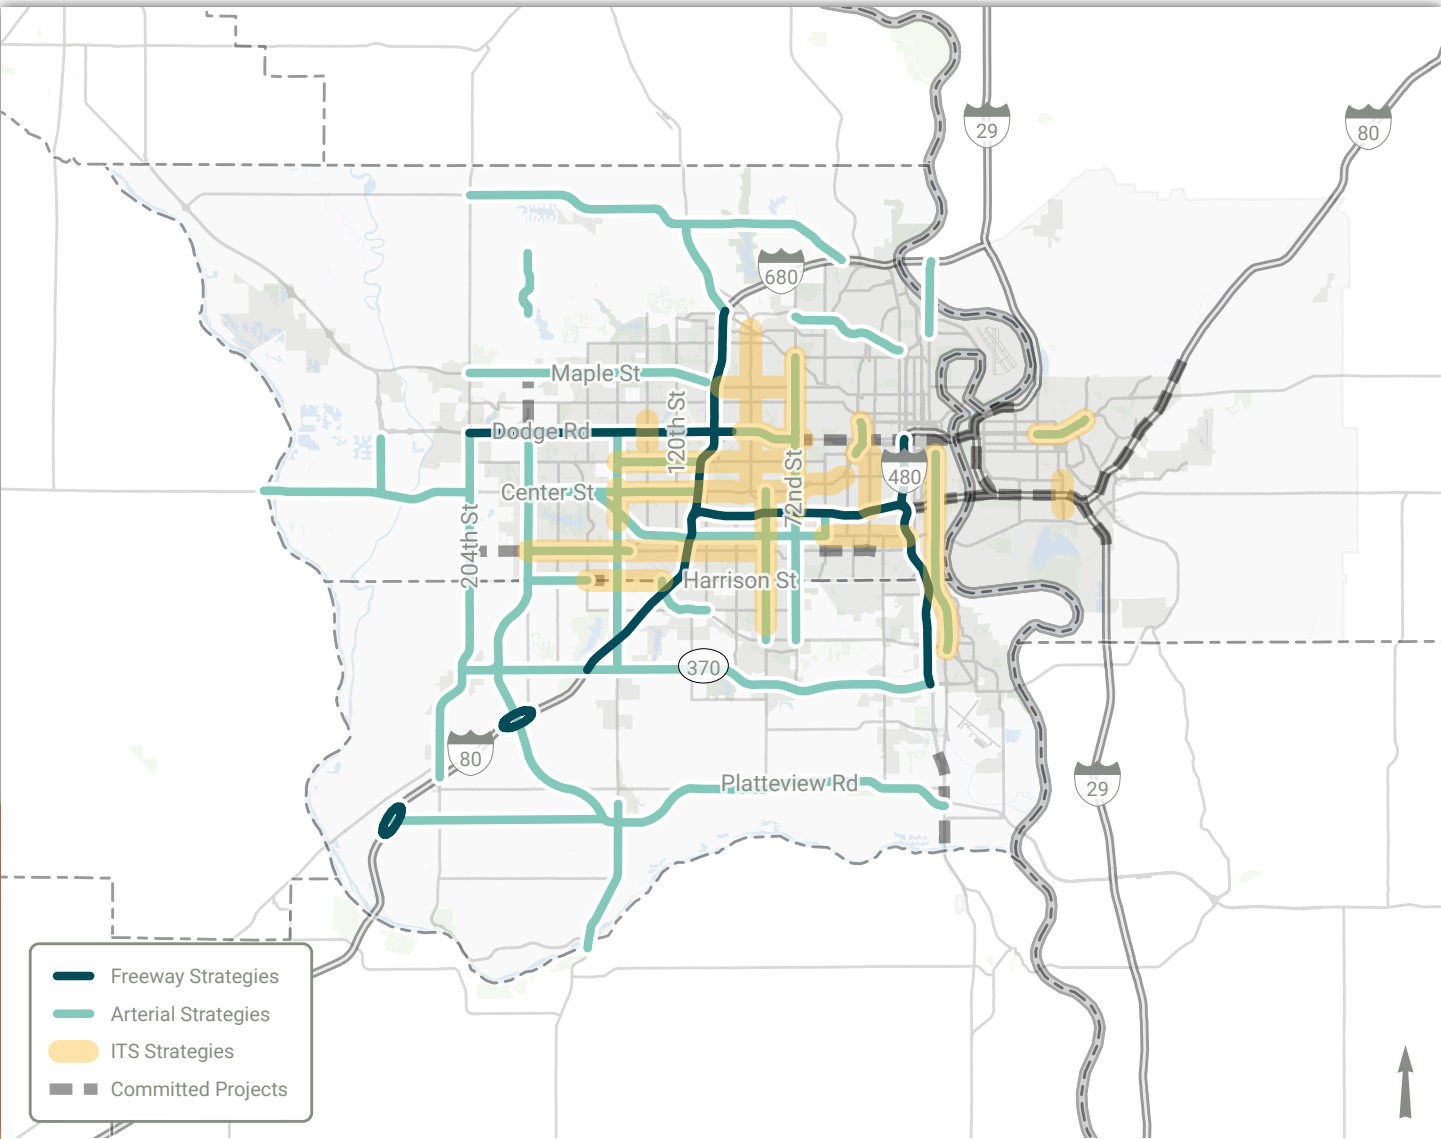 29
80
680
Maple St
120th St
Dodge Rd
72nd St
480
Center St
204th St
Harrison St
370
80
Platteview Rd
29
Freeway Strategies
Arterial Strategies
ITS Strategies
Committed Projects